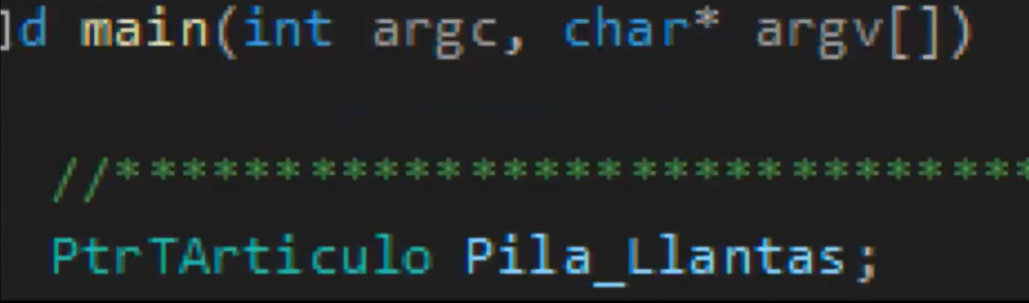 d main(int argc, char* argv[])
//*****************************
PtrTArticulo Pila_Llantas;